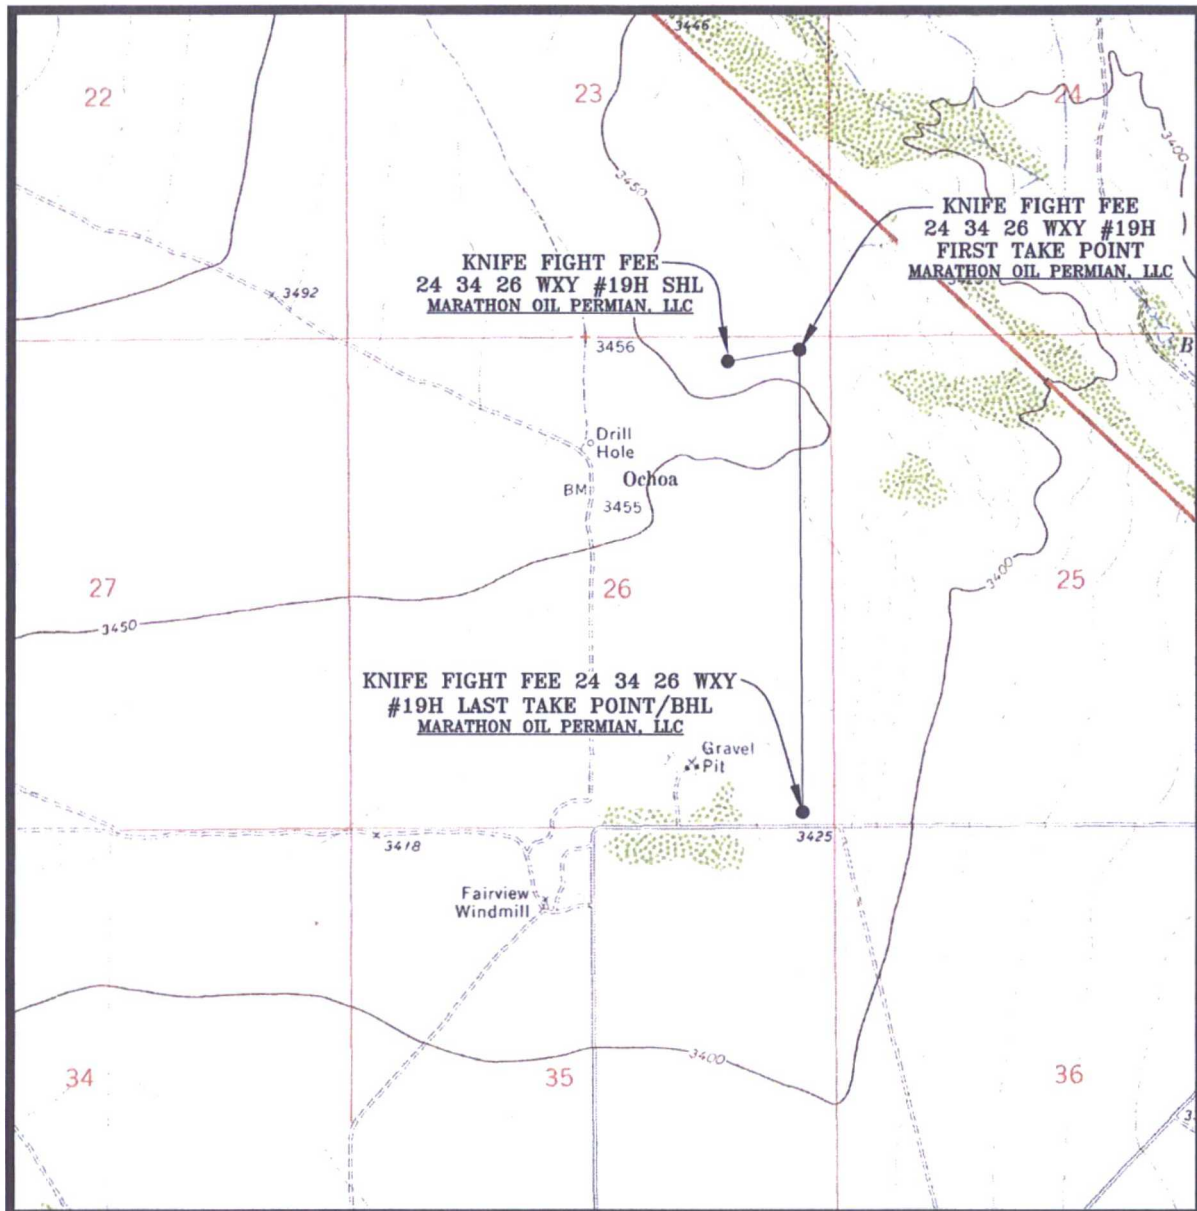 3446
22
23
24
3400
3450
KNIFE FIGHT FEE
24 34 26 WXY #19H
FIRST TAKE POINT
MARATHON OIL PERMIAN, LLC
KNIFE FIGHT FEE
24 34 26 WXY #19H SHL
MARATHON OIL PERMIAN, LLC
3492
3456
B
Drill
Hole
Ochoa
BM
3455
27
26
25
3400
3450
KNIFE FIGHT FEE 24 34 26 WXY
#19H LAST TAKE POINT/BHL
MARATHON OIL PERMIAN, LLC
Gravel
Pit
3418
3425
Fairview
Windmill
3400
34
35
36